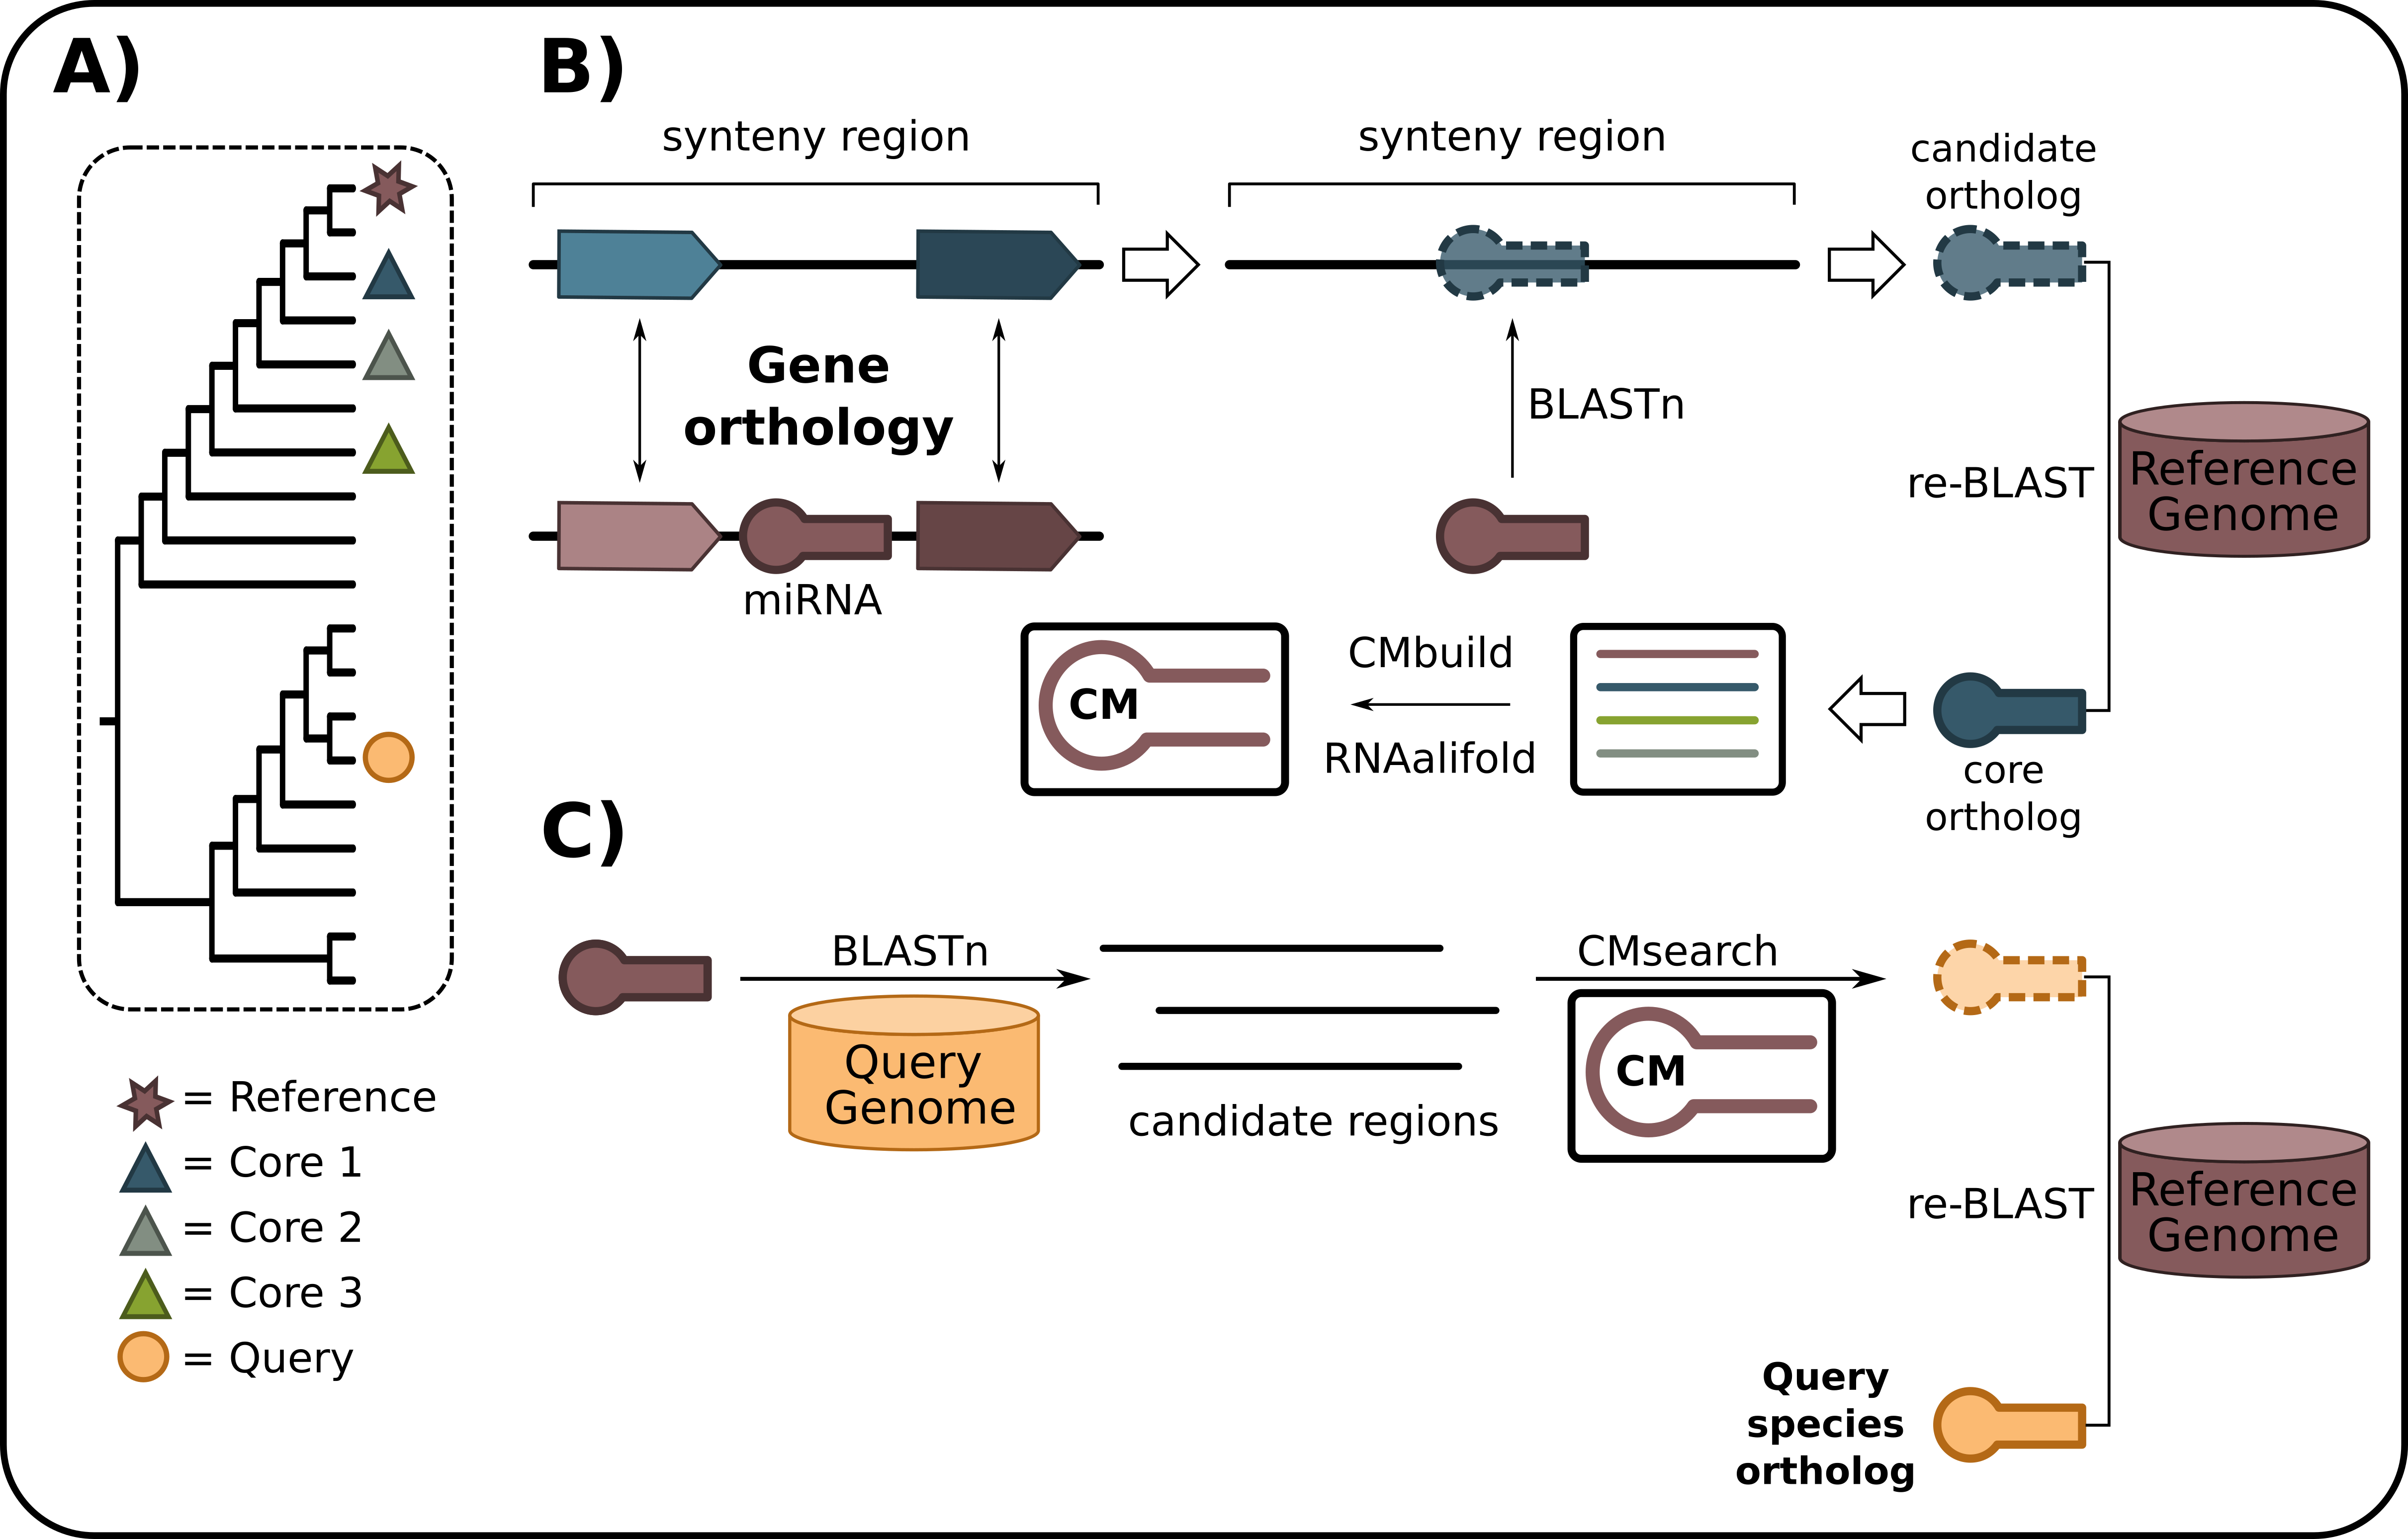 A)
= Reference
= Core 1
= Core 2
= Core 3
= Query
B)
synteny region
synteny region
candidate
ortholog
Gene
orthology
BLASTn
re-BLAST
Reference
Genome
miRNA
CM
CMbuild
RNAalifold
core
ortholog
C)
BLASTn
Query
Genome
candidate regions
CMsearch
CM
re-BLAST
Reference
Genome
Query
species
ortholog